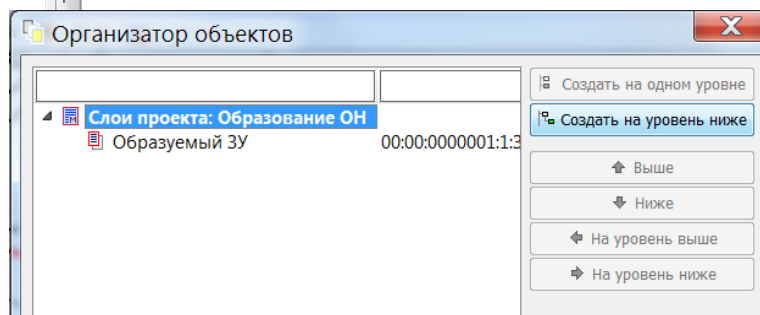 Организатор объектов
Создать на одном уровне
Слои проекта: Образование ОН
Создать на уровень ниже
Образуемый ЗУ 00:00:0000001:1:3
Выше
Ниже
На уровень выше
На уровень ниже